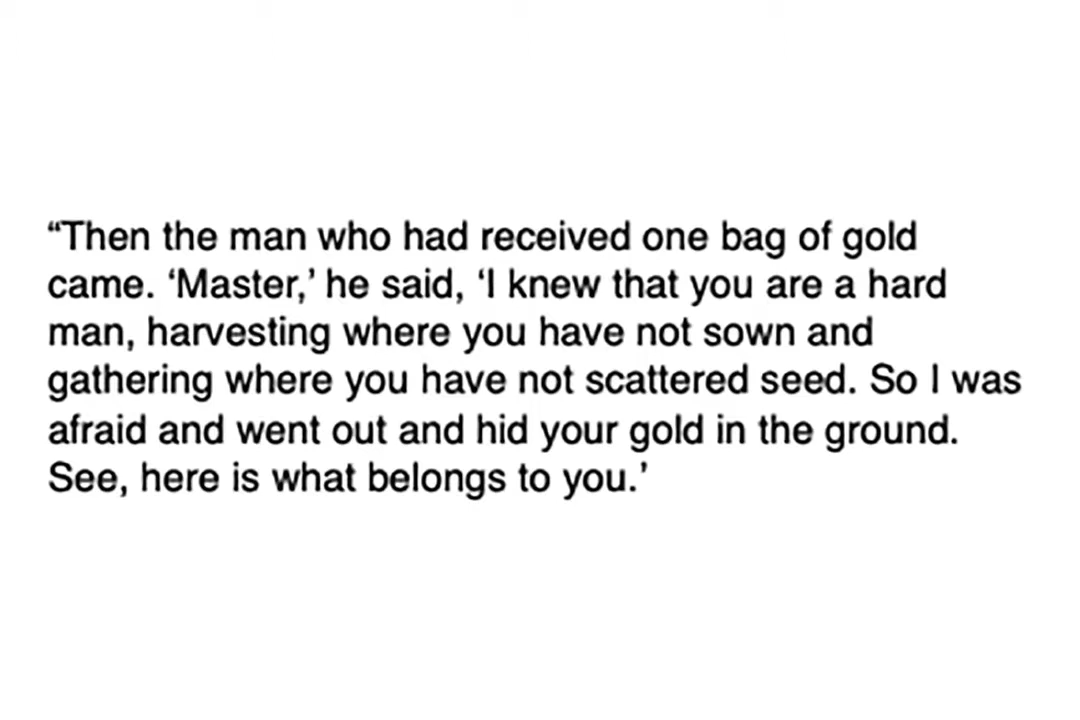 “Then the man who had received one bag of gold
came. ‘Master,’ he said, ‘I knew that you are a hard
man, harvesting where you have not sown and
gathering where you have not scattered seed. So I was
afraid and went out and hid your gold in the ground.
See, here is what belongs to you.’